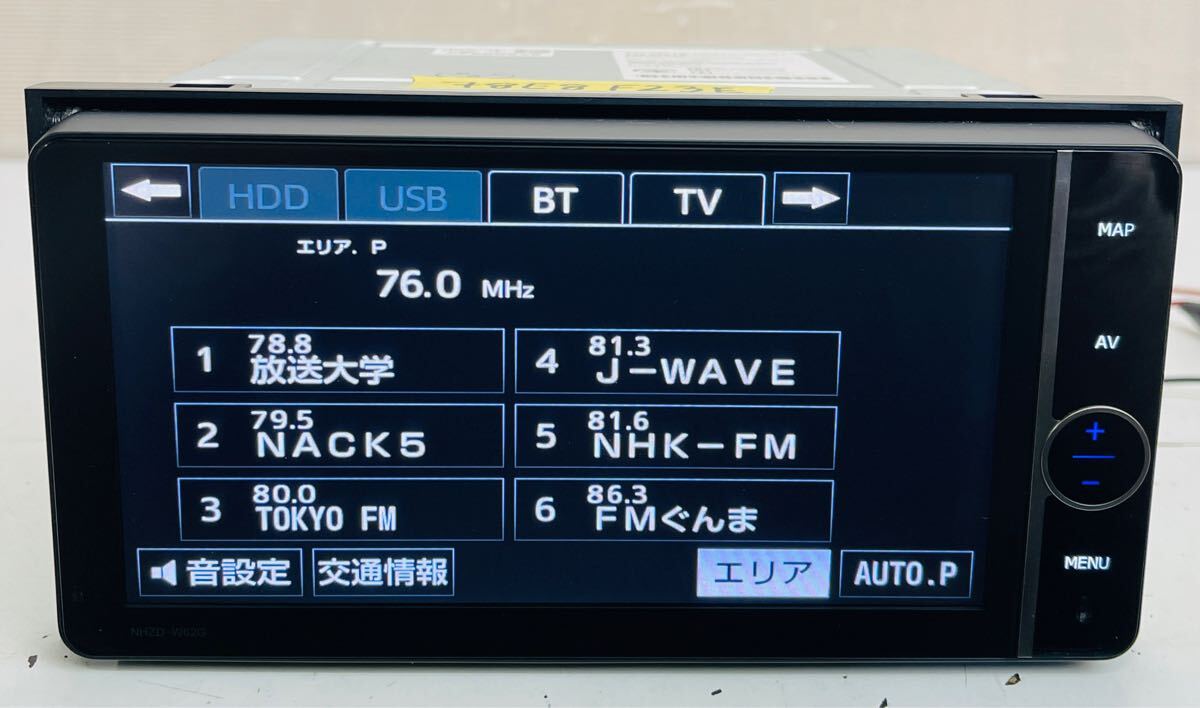 HDD USB BT TV
エリア. P
76.0 MHz
1 78.8
放送大学
2 79.5
NACK5
3 80.0
TOKYO FM
4 81.3
J-WAVE
5 81.6
NHK-FM
6 86.3
FMぐんま
音設定 交通情報 エリア AUTO.P
MAP
AV
+
-
MENU
NHZD-W62G